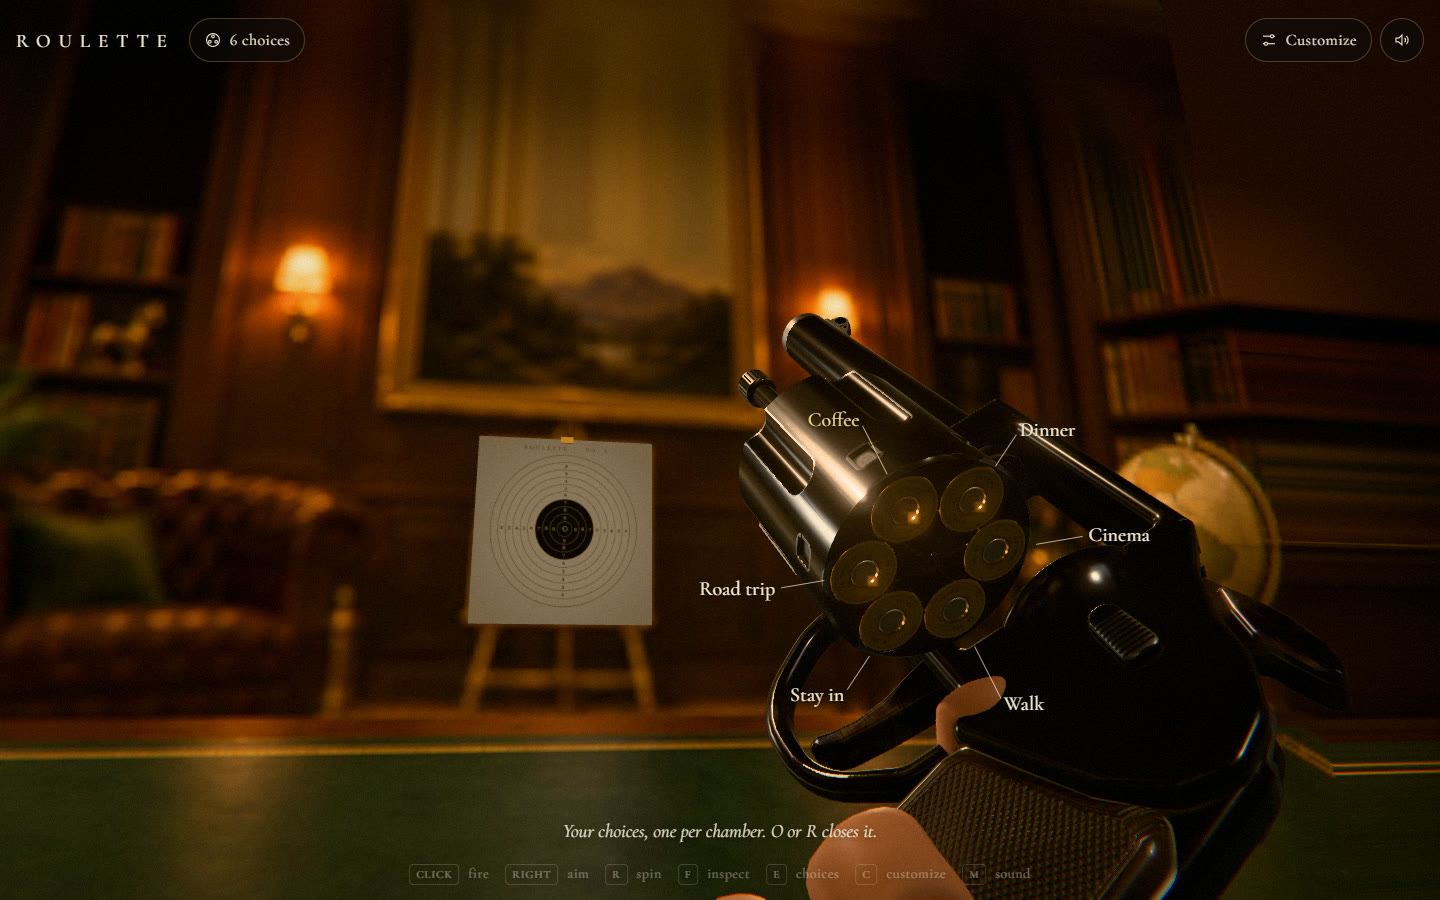 ROULETTE
6 choices
Customize
Coffee
Dinner
Cinema
Road trip
Stay in
Walk
Your choices, one per chamber. O or R closes it.
CLICK fire RIGHT aim R spin F inspect E choices C customize M sound